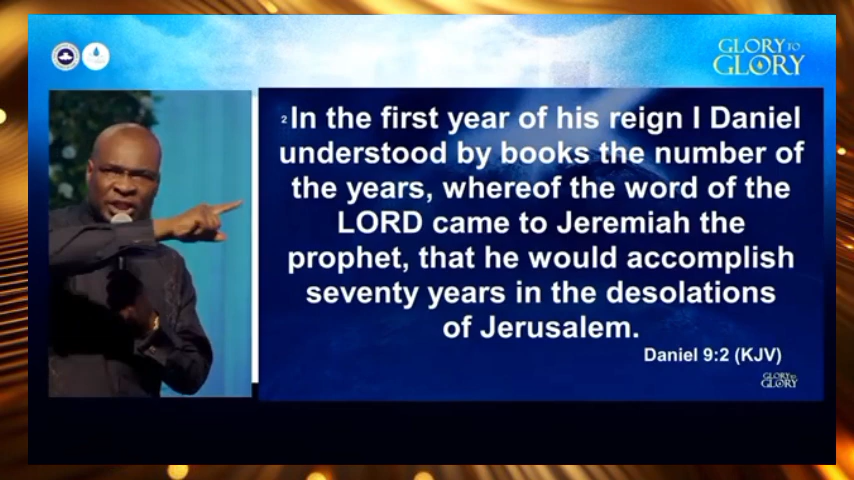 GLORY TO
GLORY
2 In the first year of his reign I Daniel
understood by books the number of
the years, whereof the word of the
LORD came to Jeremiah the
prophet, that he would accomplish
seventy years in the desolations
of Jerusalem.
Daniel 9:2 (KJV)
GLORY TO
GLORY